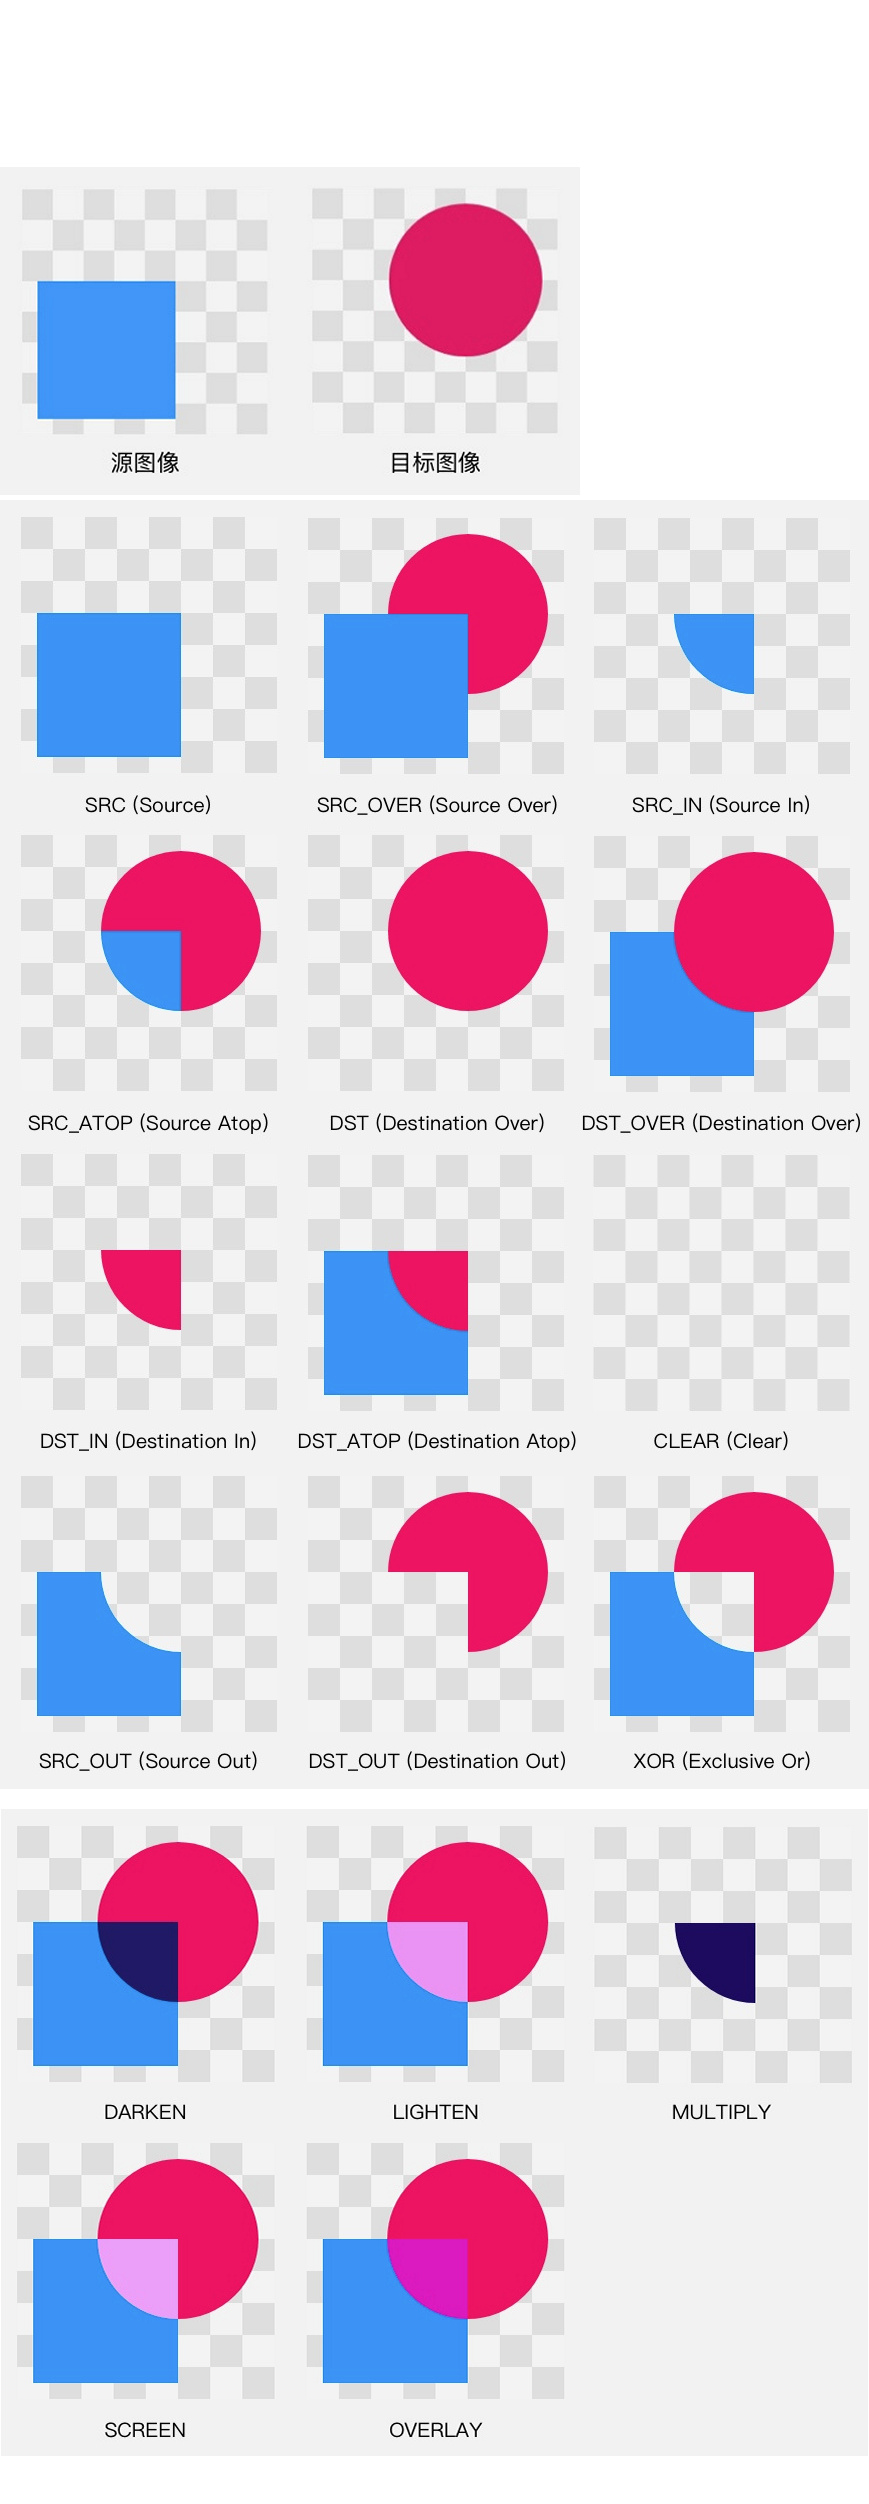 源图像
目标图像
SRC (Source)
SRC_OVER (Source Over)
SRC_IN (Source In)
SRC_ATOP (Source Atop)
DST (Destination Over)
DST_OVER (Destination Over)
DST_IN (Destination In)
DST_ATOP (Destination Atop)
CLEAR (Clear)
SRC_OUT (Source Out)
DST_OUT (Destination Out)
XOR (Exclusive Or)
DARKEN
LIGHTEN
MULTIPLY
SCREEN
OVERLAY